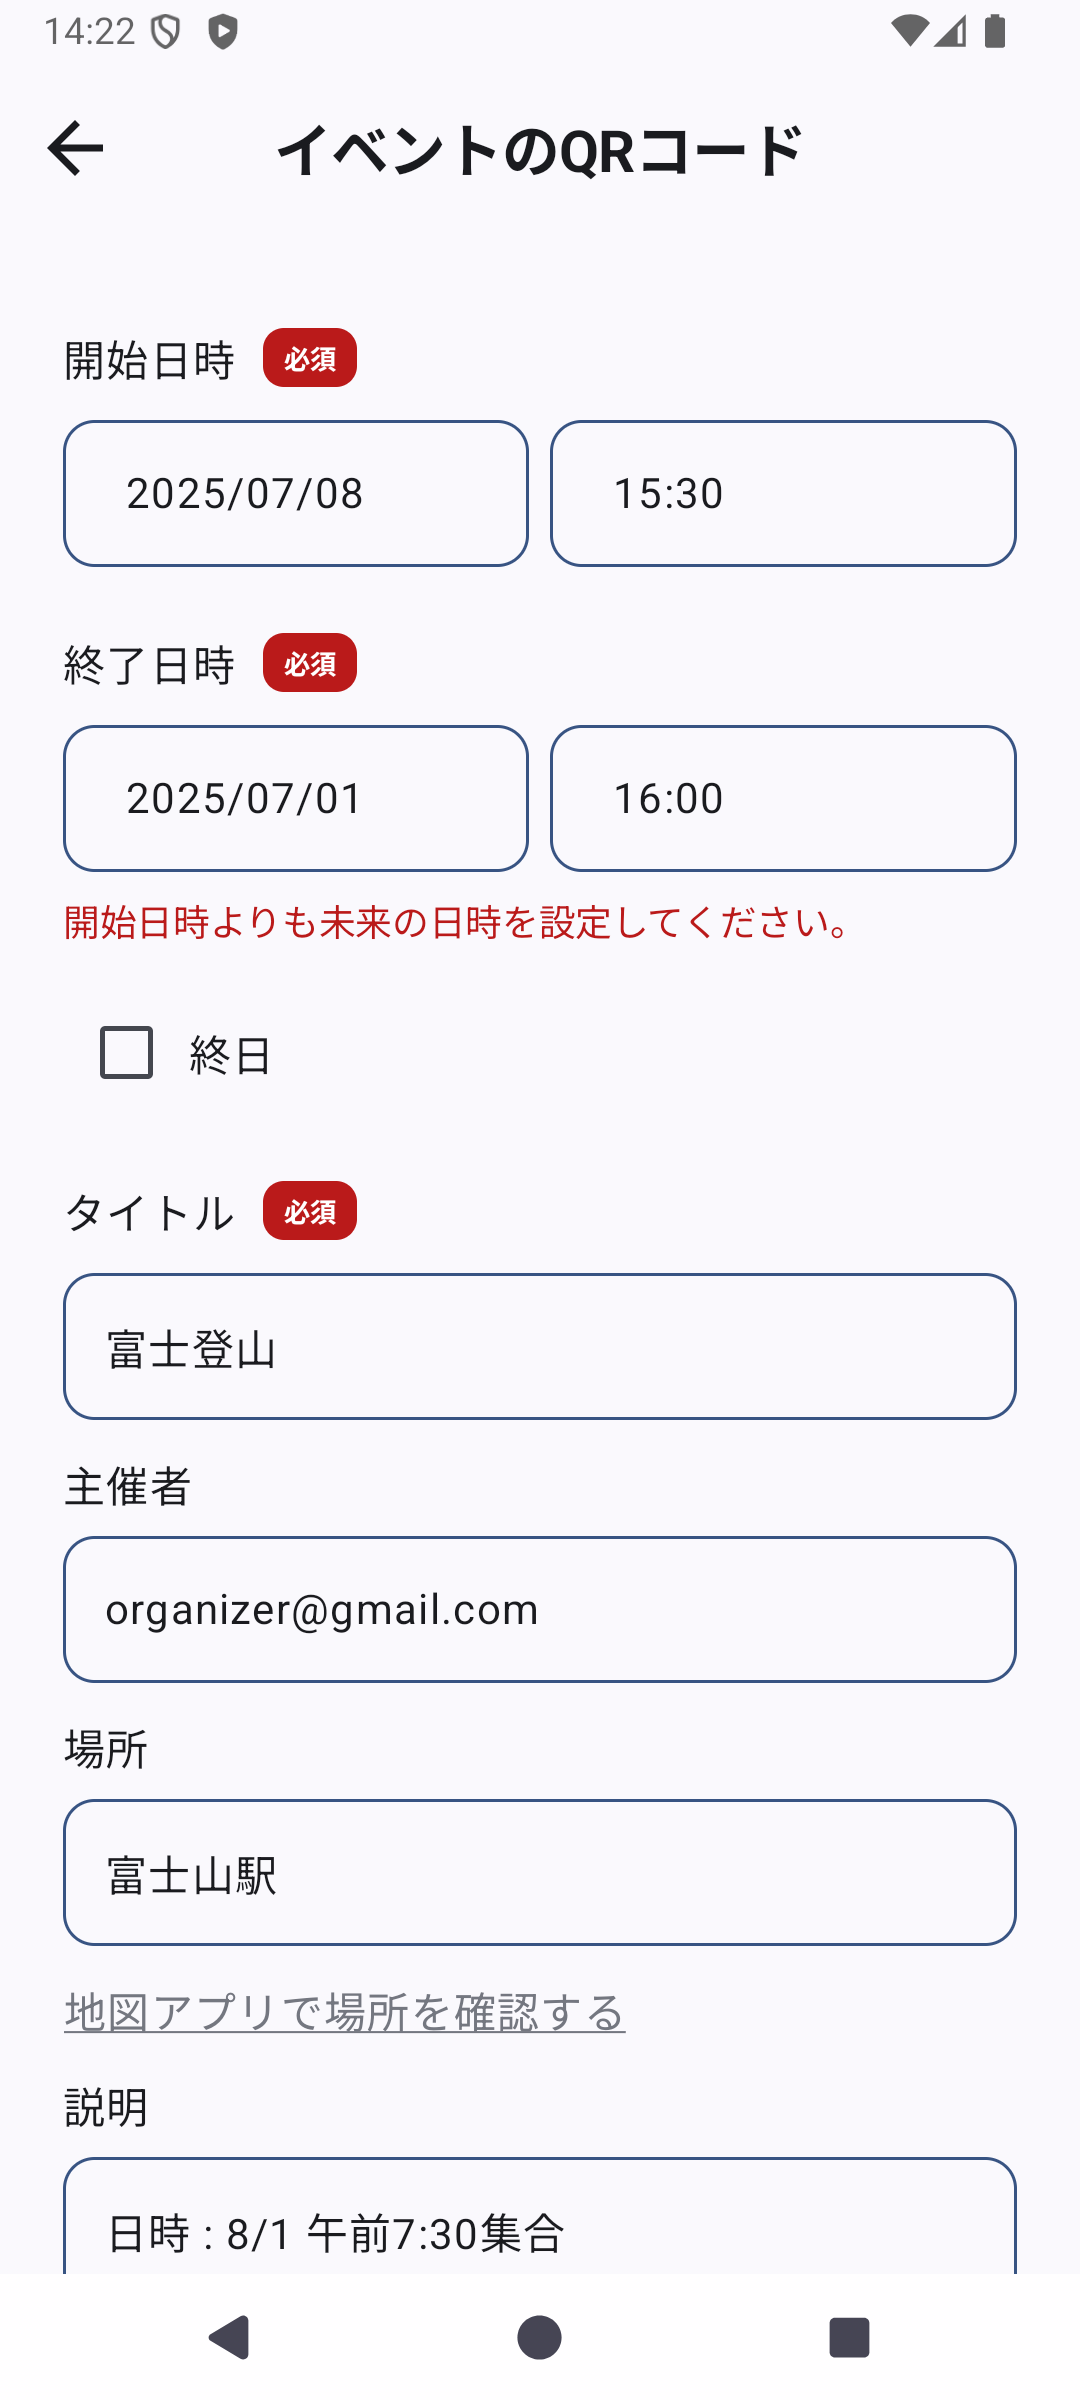 14:22
イベントのQRコード
開始日時 必須
2025/07/08 15:30
終了日時 必須
2025/07/01 16:00
開始日時よりも未来の日時を設定してください。
終日
タイトル 必須
富士登山
主催者
organizer@gmail.com
場所
富士山駅
地図アプリで場所を確認する
説明
日時 : 8/1 午前7:30集合